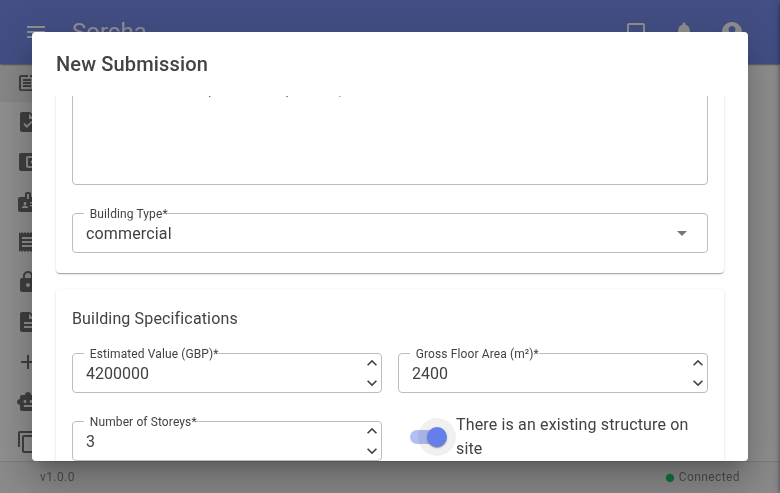 New Submission
Building Type*
commercial
Building Specifications
Estimated Value (GBP)*
4200000
Gross Floor Area (m²)*
2400
Number of Storeys*
3
There is an existing structure on
site
v1.0.0
Connected